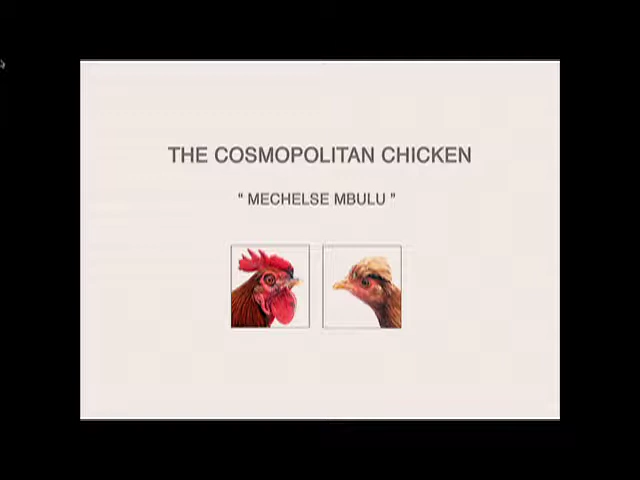 THE COSMOPOLITAN CHICKEN
“ MECHELSE MBULU ”